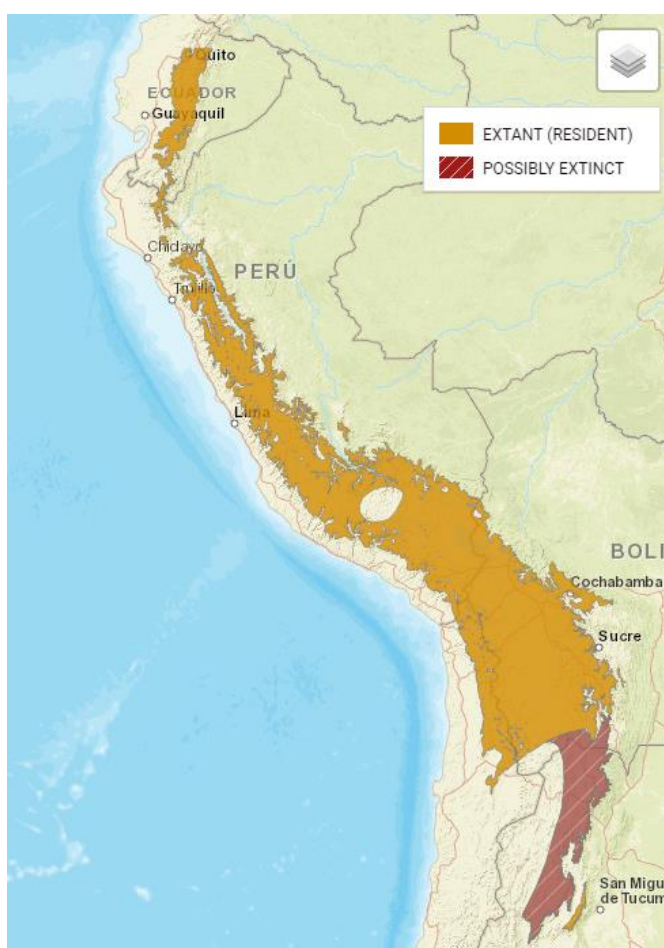 Quito
ECUADOR
Guayaquil
EXTANT (RESIDENT)
POSSIBLY EXTINCT
Chiclayo
PERÚ
Trujillo
Lima
BOLI
Cochabamba
Sucre
San Migu
de Tucum